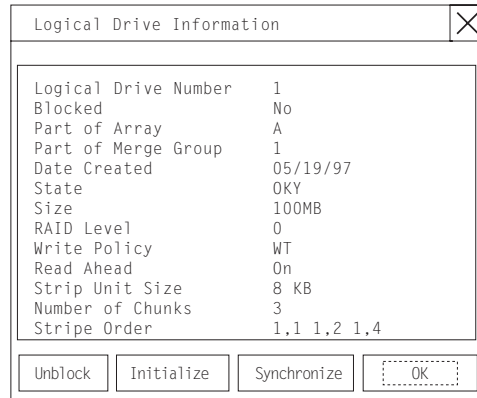 Logical Drive Information
Logical Drive Number 1
Blocked No
Part of Array A
Part of Merge Group 1
Date Created 05/19/97
State OKY
Size 100MB
RAID Level 0
Write Policy WT
Read Ahead On
Strip Unit Size 8 KB
Number of Chunks 3
Stripe Order 1,1 1,2 1,4
Unblock Initialize Synchronize OK